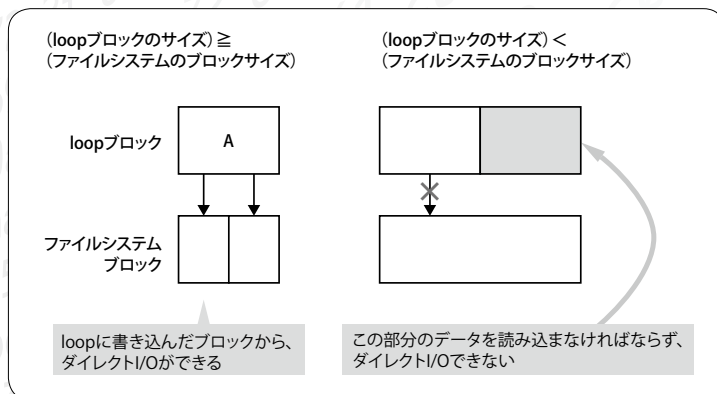 (loopブロックのサイズ) ≧
(ファイルシステムのブロックサイズ)
(loopブロックのサイズ) <
(ファイルシステムのブロックサイズ)
loopブロック
A
ファイルシステム
ブロック
loopに書き込んだブロックから、
ダイレクトI/Oができる
この部分のデータを読み込まなければならず、
ダイレクトI/Oできない